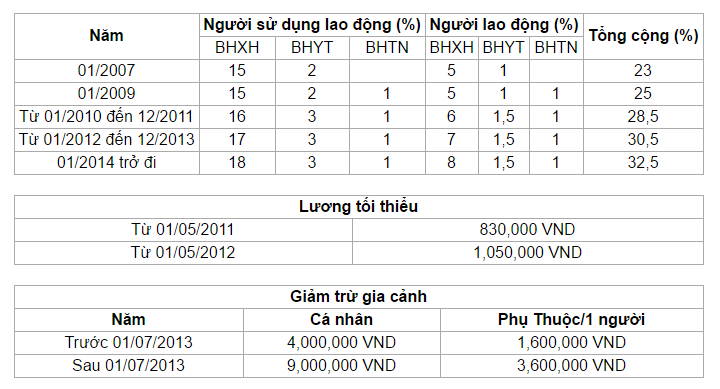 Năm Người sử dụng lao động (%) Người lao động (%) Tổng cộng (%)
BHXH BHYT BHTN BHXH BHYT BHTN
01/2007 15 2 5 1 23
01/2009 15 2 1 5 1 1 25
Từ 01/2010 đến 12/2011 16 3 1 6 1,5 1 28,5
Từ 01/2012 đến 12/2013 17 3 1 7 1,5 1 30,5
01/2014 trở đi 18 3 1 8 1,5 1 32,5
Lương tối thiểu
Từ 01/05/2011 830,000 VND
Từ 01/05/2012 1,050,000 VND
Giảm trừ gia cảnh
Năm Cá nhân Phụ Thuộc/1 người
Trước 01/07/2013 4,000,000 VND 1,600,000 VND
Sau 01/07/2013 9,000,000 VND 3,600,000 VND